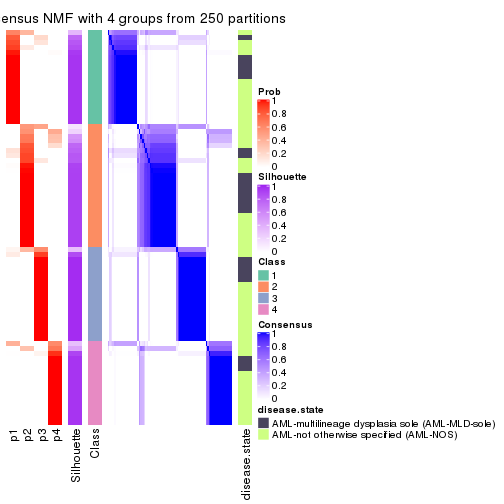 ensus NMF with 4 groups from 250 partitions
Prob
1
0.8
0.6
0.4
0.2
0
Silhouette
1
0.8
0.6
0.4
0.2
0
Class
1
2
3
4
Consensus
1
0.8
0.6
0.4
0.2
0
disease.state
AML-multilineage dysplasia sole (AML-MLD-sole)
AML-not otherwise specified (AML-NOS)
p1
p2
p3
p4
Silhouette
Class
disease.state